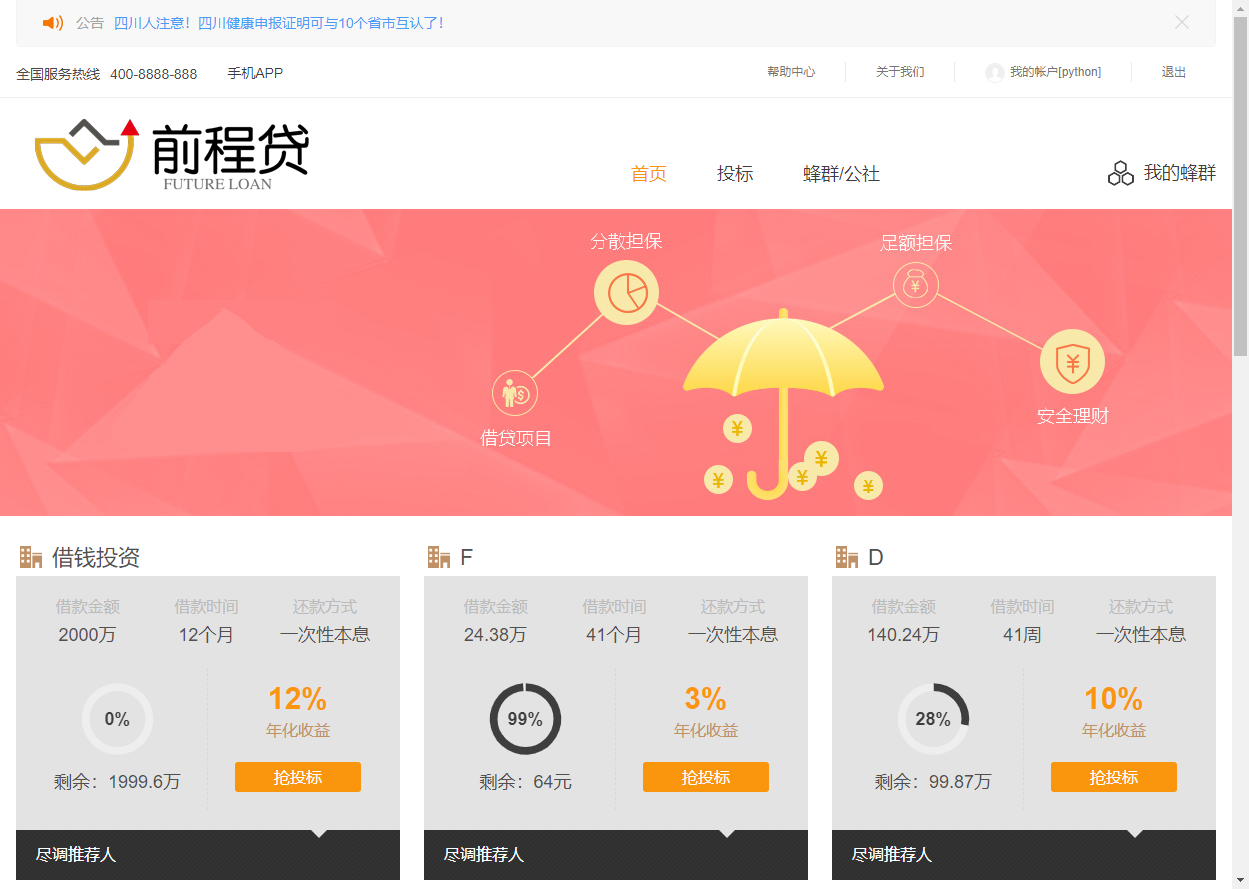 公告 四川人注意！四川健康申报证明可与10个省市互认了！
全国服务热线 400-8888-888 手机APP 帮助中心 关于我们 我的帐户[python] 退出
前程贷
FUTURE LOAN
首页 投标 蜂群/公社 我的蜂群
分散担保 足额担保
安全理财
借贷项目
借钱投资 F D
借款金额 借款时间 还款方式 借款金额 借款时间 还款方式 借款金额 借款时间 还款方式
2000万 12个月 一次性本息 24.38万 41个月 一次性本息 140.24万 41周 一次性本息
12% 3% 10%
0% 99% 28%
年化收益 年化收益 年化收益
剩余：1999.6万 抢投标 剩余：64元 抢投标 剩余：99.87万 抢投标
尽调推荐人 尽调推荐人 尽调推荐人